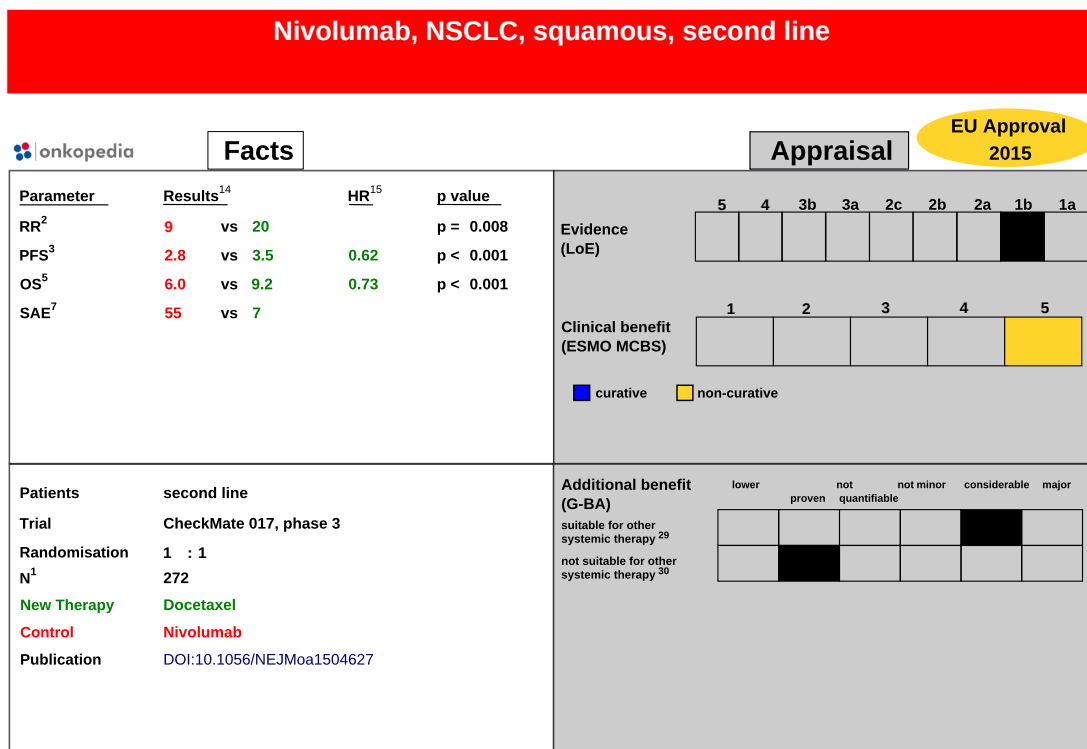 Nivolumab, NSCLC, squamous, second line
EU Approval
2015
onkopedia
Facts
Appraisal
Parameter Results14 HR15 p value
RR2 9 vs 20 p = 0.008
PFS3 2.8 vs 3.5 0.62 p < 0.001
OS5 6.0 vs 9.2 0.73 p < 0.001
SAE7 55 vs 7
5 4 3b 3a 2c 2b 2a 1b 1a
Evidence
(LoE)
1 2 3 4 5
Clinical benefit
(ESMO MCBS)
curative non-curative
Patients second line
Trial CheckMate 017, phase 3
Randomisation 1 : 1
N1 272
New Therapy Docetaxel
Control Nivolumab
Publication DOI:10.1056/NEJMoa1504627
Additional benefit
(G-BA)
lower not not minor considerable major
proven quantifiable
suitable for other
systemic therapy 29
not suitable for other
systemic therapy 30